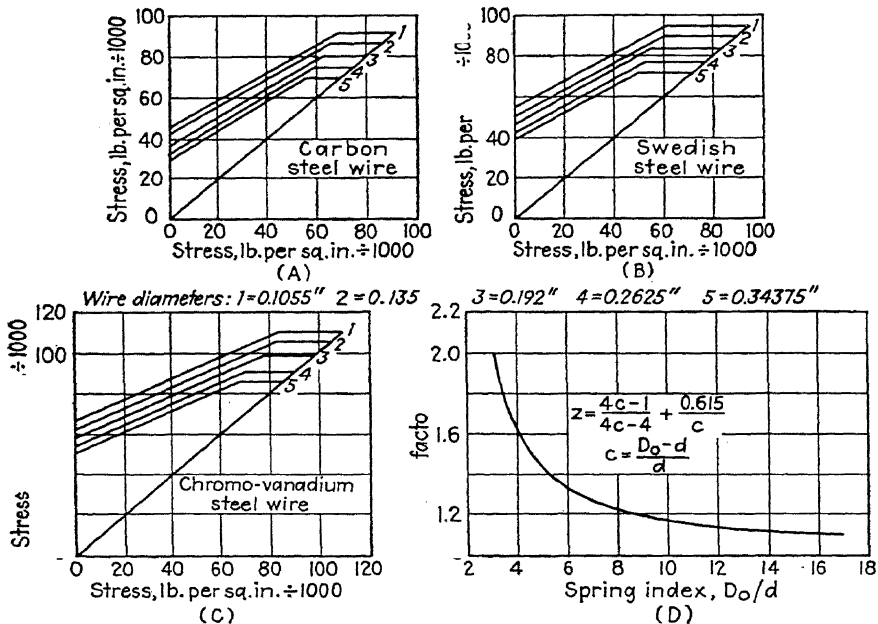 Stress, lb. per sq. in. ÷1000
100
80
60
40
20
0
1
2
3
4
5
Carbon
steel wire
0 20 40 60 80 100
Stress, lb. per sq. in. ÷1000
(A)
Stress, lb. per
100
80
60
40
20
0
1
2
3
4
5
Swedish
steel wire
0 20 40 60 80 100
Stress, lb. per sq. in. ÷1000
(B)
Wire diameters: 1=0.1055" 2=0.135 3=0.192" 4=0.2625" 5=0.34375"
Stress
÷1000
120
100
1
2
3
4
5
Chromo-vanadium
steel wire
0 20 40 60 80 100 120
Stress, lb. per sq. in. ÷1000
(C)
facto
2.2
2.0
1.6
1.2
z = (4c-1)/(4c-4) + 0.615/c
c = (D₀-d)/d
2 4 6 8 10 12 14 16 18
Spring index, D₀/d
(D)